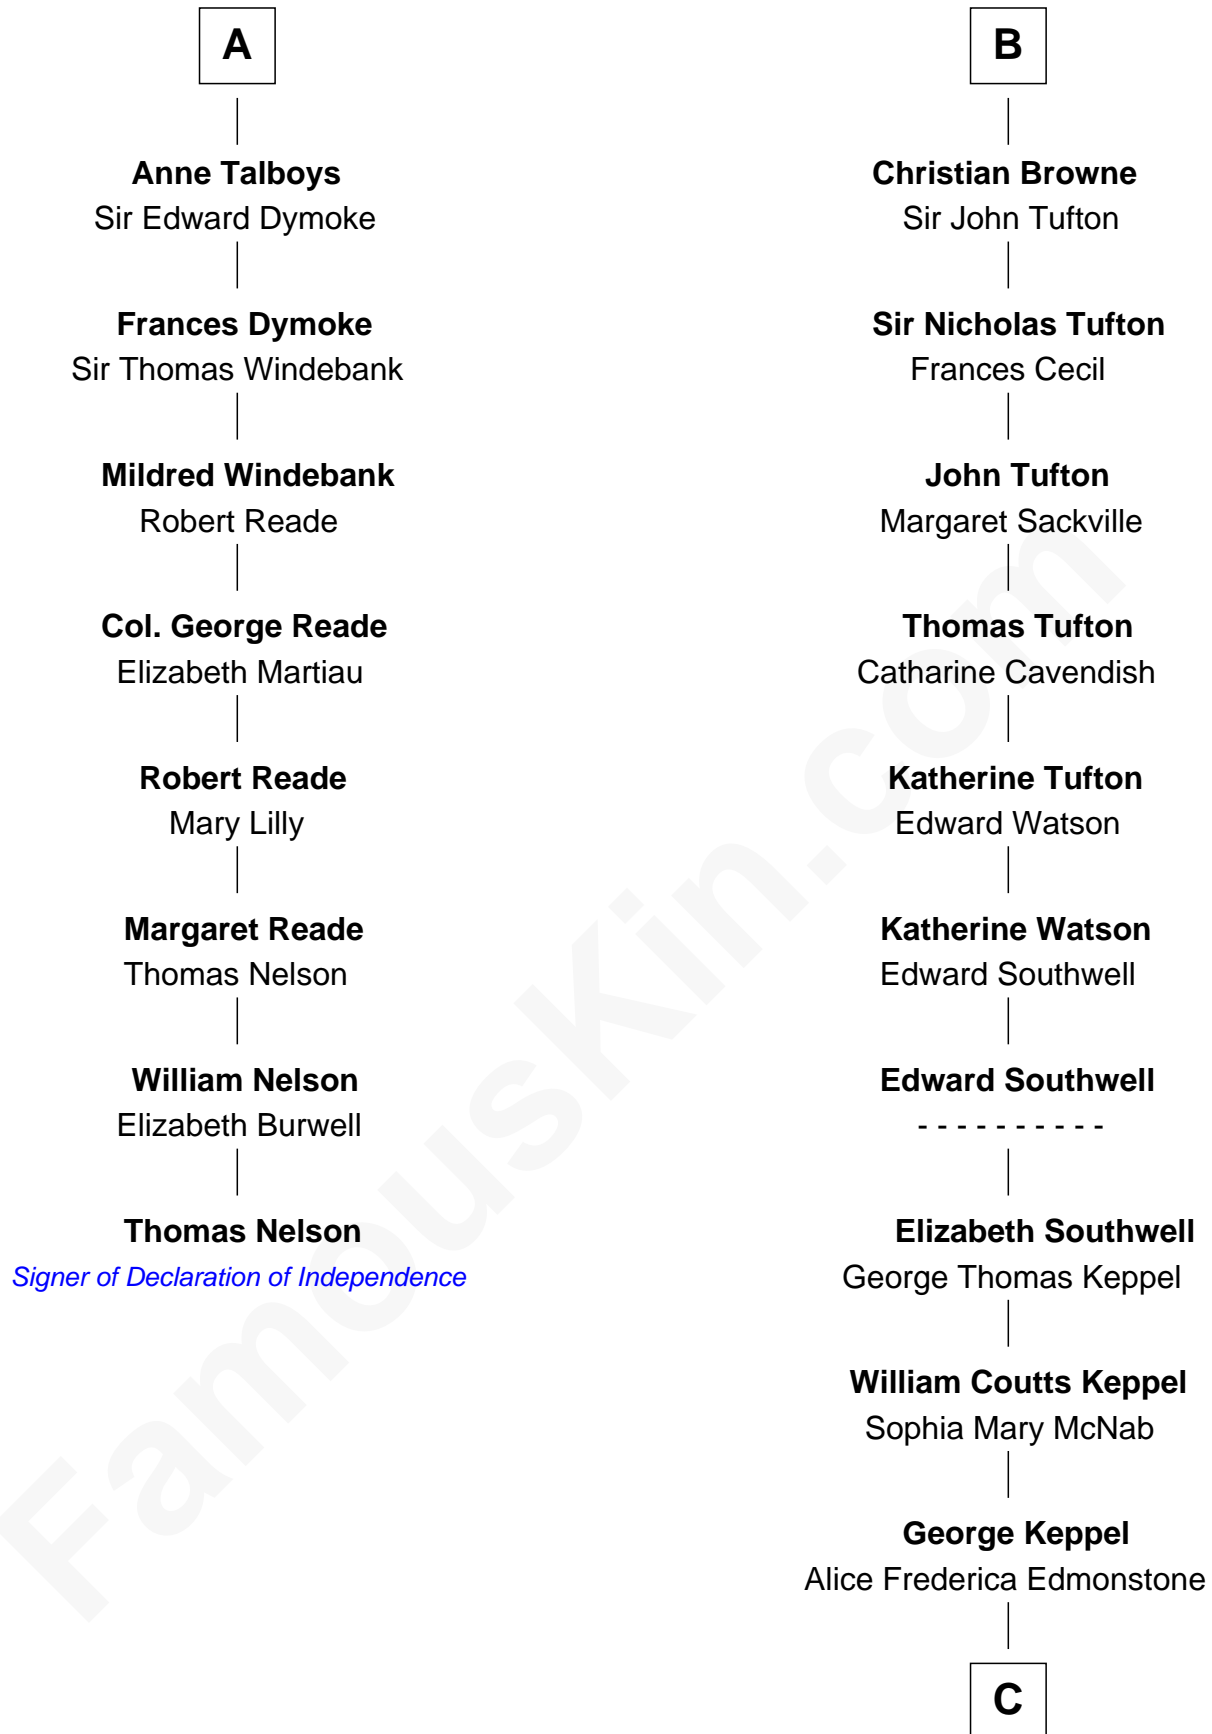 A
Anne Talboys
Sir Edward Dymoke
Frances Dymoke
Sir Thomas Windebank
Mildred Windebank
Robert Reade
Col. George Reade
Elizabeth Martiau
Robert Reade
Mary Lilly
Margaret Reade
Thomas Nelson
William Nelson
Elizabeth Burwell
Thomas Nelson
Signer of Declaration of Independence
B
Christian Browne
Sir John Tufton
Sir Nicholas Tufton
Frances Cecil
John Tufton
Margaret Sackville
Thomas Tufton
Catharine Cavendish
Katherine Tufton
Edward Watson
Katherine Watson
Edward Southwell
Edward Southwell
- - - - - - - - - -
Elizabeth Southwell
George Thomas Keppel
William Coutts Keppel
Sophia Mary McNab
George Keppel
Alice Frederica Edmonstone
C
FamousKin.com